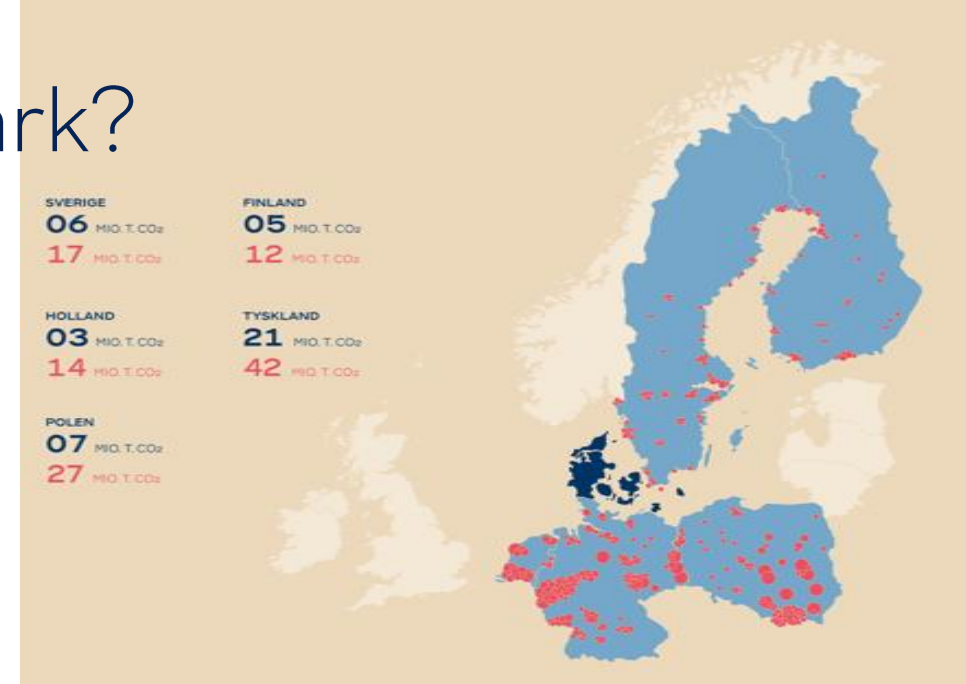 ark?
SVERIGE
06 MIO. T. CO₂
17 MIO. T. CO₂
FINLAND
05 MIO. T. CO₂
12 MIO. T. CO₂
HOLLAND
03 MIO. T. CO₂
14 MIO. T. CO₂
TYSKLAND
21 MIO. T. CO₂
42 MIO. T. CO₂
POLEN
07 MIO. T. CO₂
27 MIO. T. CO₂